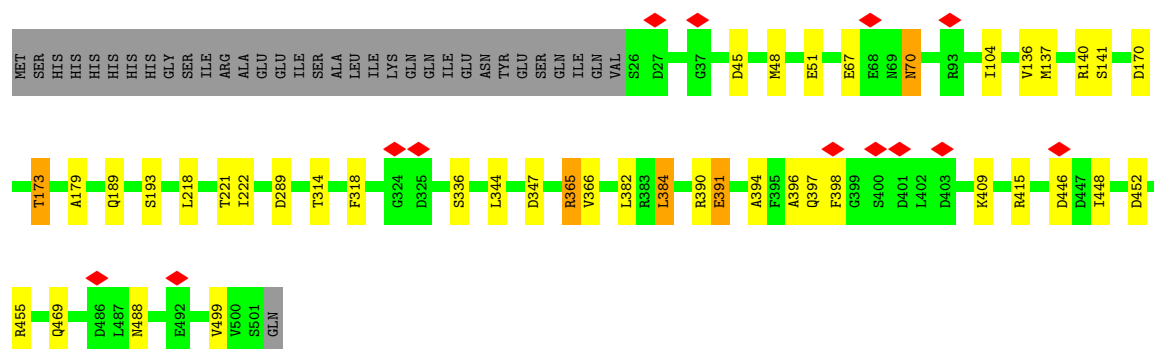 MET SER HIS HIS HIS HIS HIS HIS GLY SER ILE ARG ALA GLU GLU ILE SER ALA LEU ILE LYS GLN GLN ILE GLU ASN TYR GLU SER GLN ILE GLN VAL S26 D27 G37 D45 M48 E51 E67 E68 N69 N70 R93 I104 V136 M137 R140 S141 D170
T173 A179 Q189 S193 L218 T221 I222 D289 T314 F318 G324 D325 S336 L344 D347 R365 V366 L382 R383 L384 R390 E391 A394 F395 A396 Q397 F398 G399 S400 D401 L402 D403 K409 R415 D446 D447 I448 D452
R455 Q469 D486 L487 N488 E492 V499 V500 S501 GLN